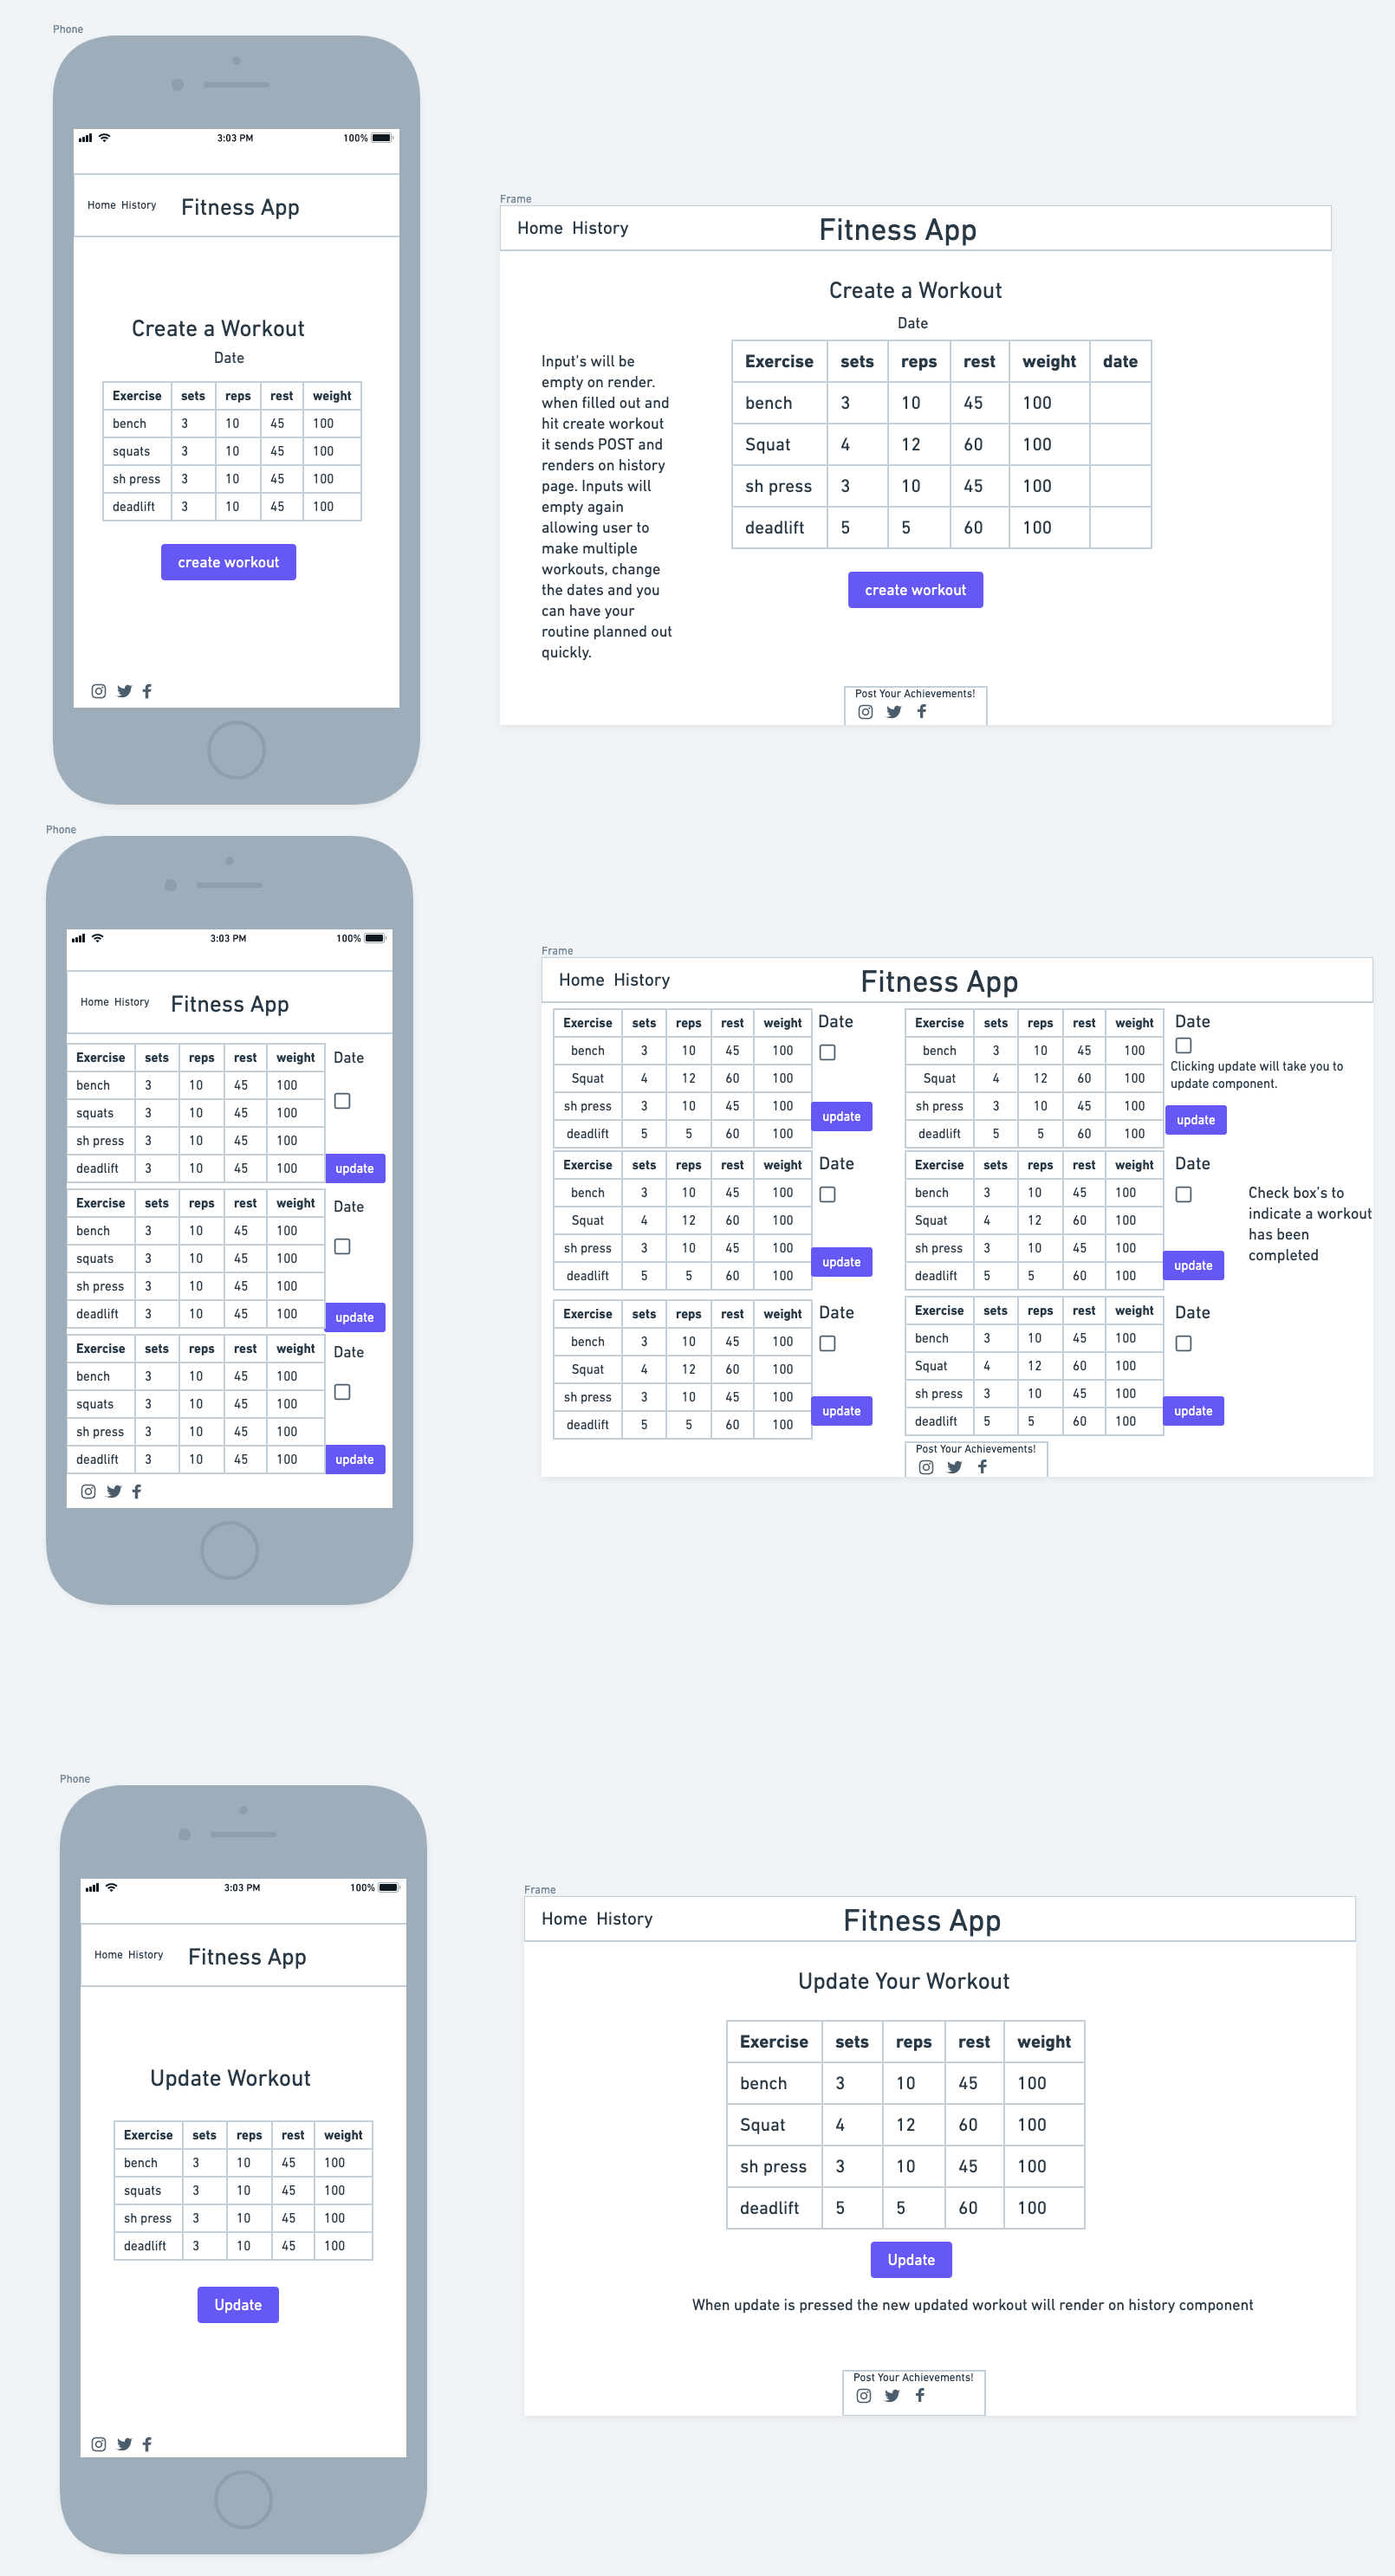 Phone
3:03 PM 100%
Home History Fitness App
Create a Workout
Date
Exercise sets reps rest weight
bench 3 10 45 100
squats 3 10 45 100
sh press 3 10 45 100
deadlift 3 10 45 100
create workout
Frame
Home History Fitness App
Create a Workout
Date
Input's will be
empty on render.
when filled out and
hit create workout
it sends POST and
renders on history
page. Inputs will
empty again
allowing user to
make multiple
workouts, change
the dates and you
can have your
routine planned out
quickly.
Exercise sets reps rest weight date
bench 3 10 45 100
Squat 4 12 60 100
sh press 3 10 45 100
deadlift 5 5 60 100
create workout
Post Your Achievements!
Phone
3:03 PM 100%
Home History Fitness App
Exercise sets reps rest weight Date
bench 3 10 45 100
squats 3 10 45 100
sh press 3 10 45 100
deadlift 3 10 45 100 update
Exercise sets reps rest weight Date
bench 3 10 45 100
squats 3 10 45 100
sh press 3 10 45 100
deadlift 3 10 45 100 update
Exercise sets reps rest weight Date
bench 3 10 45 100
squats 3 10 45 100
sh press 3 10 45 100
deadlift 3 10 45 100 update
Frame
Home History Fitness App
Exercise sets reps rest weight Date
bench 3 10 45 100
Squat 4 12 60 100
sh press 3 10 45 100 update
deadlift 5 5 60 100
Exercise sets reps rest weight Date
bench 3 10 45 100
Squat 4 12 60 100
Clicking update will take you to
update component.
sh press 3 10 45 100 update
deadlift 5 5 60 100
Exercise sets reps rest weight Date
bench 3 10 45 100
Squat 4 12 60 100
sh press 3 10 45 100 update
deadlift 5 5 60 100
Exercise sets reps rest weight Date
bench 3 10 45 100
Squat 4 12 60 100
sh press 3 10 45 100 update
deadlift 5 5 60 100
Check box's to
indicate a workout
has been
completed
Exercise sets reps rest weight Date
bench 3 10 45 100
Squat 4 12 60 100
sh press 3 10 45 100 update
deadlift 5 5 60 100
Exercise sets reps rest weight Date
bench 3 10 45 100
Squat 4 12 60 100
sh press 3 10 45 100 update
deadlift 5 5 60 100
Post Your Achievements!
Phone
3:03 PM 100%
Home History Fitness App
Update Workout
Exercise sets reps rest weight
bench 3 10 45 100
squats 3 10 45 100
sh press 3 10 45 100
deadlift 3 10 45 100
Update
Frame
Home History Fitness App
Update Your Workout
Exercise sets reps rest weight
bench 3 10 45 100
Squat 4 12 60 100
sh press 3 10 45 100
deadlift 5 5 60 100
Update
When update is pressed the new updated workout will render on history component
Post Your Achievements!